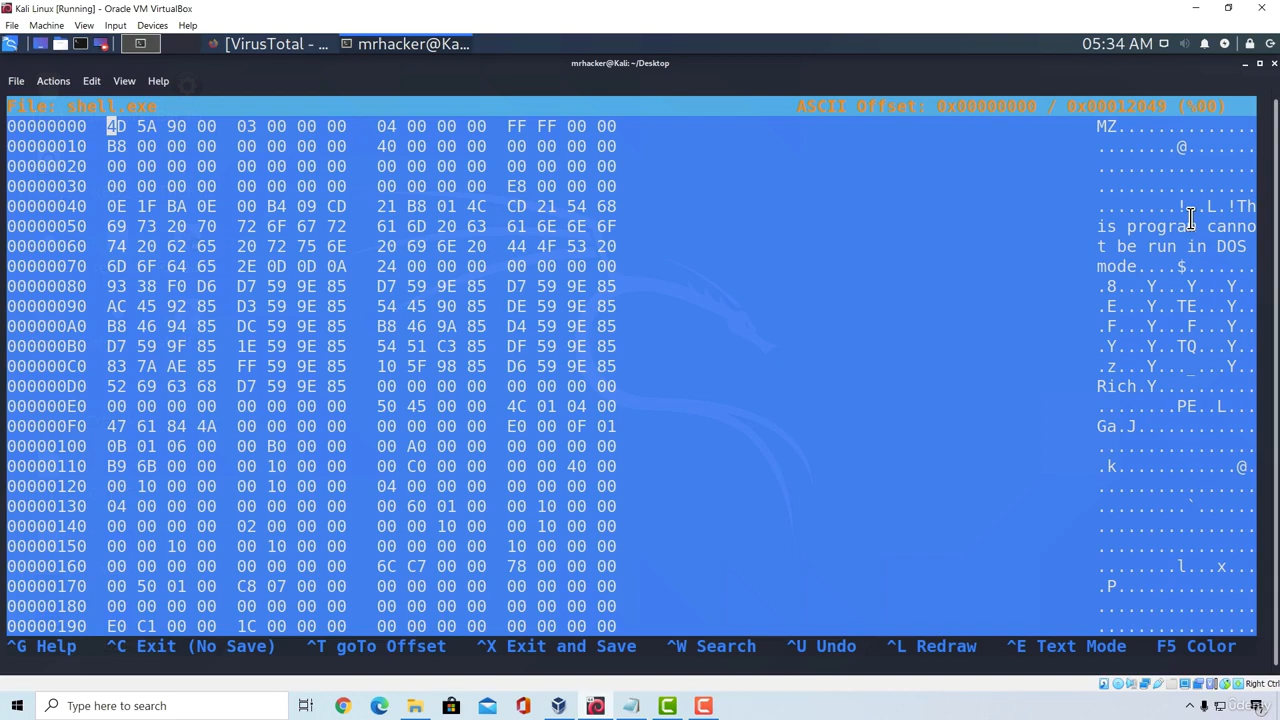 Kali Linux [Running] - Oracle VM VirtualBox
File Machine View Input Devices Help
[VirusTotal - ... mrhacker@Ka... 05:34 AM
mrhacker@Kali: ~/Desktop
File Actions Edit View Help
File: shell.exe ASCII Offset: 0x00000000 / 0x00012049 (%00)
00000000 4D 5A 90 00 03 00 00 00 04 00 00 00 FF FF 00 00 MZ..............
00000010 B8 00 00 00 00 00 00 00 40 00 00 00 00 00 00 00 ........@.......
00000020 00 00 00 00 00 00 00 00 00 00 00 00 00 00 00 00 ................
00000030 00 00 00 00 00 00 00 00 00 00 00 00 E8 00 00 00 ................
00000040 0E 1F BA 0E 00 B4 09 CD 21 B8 01 4C CD 21 54 68 ........!..L.!Th
00000050 69 73 20 70 72 6F 67 72 61 6D 20 63 61 6E 6E 6F is program canno
00000060 74 20 62 65 20 72 75 6E 20 69 6E 20 44 4F 53 20 t be run in DOS
00000070 6D 6F 64 65 2E 0D 0D 0A 24 00 00 00 00 00 00 00 mode....$.......
00000080 93 38 F0 D6 D7 59 9E 85 D7 59 9E 85 D7 59 9E 85 .8...Y...Y...Y..
00000090 AC 45 92 85 D3 59 9E 85 54 45 90 85 DE 59 9E 85 .E...Y..TE...Y..
000000A0 B8 46 94 85 DC 59 9E 85 B8 46 9A 85 D4 59 9E 85 .F...Y...F...Y..
000000B0 D7 59 9F 85 1E 59 9E 85 54 51 C3 85 DF 59 9E 85 .Y...Y..TQ...Y..
000000C0 83 7A AE 85 FF 59 9E 85 10 5F 98 85 D6 59 9E 85 .z...Y..._...Y..
000000D0 52 69 63 68 D7 59 9E 85 00 00 00 00 00 00 00 00 Rich.Y..........
000000E0 00 00 00 00 00 00 00 00 50 45 00 00 4C 01 04 00 ........PE..L...
000000F0 47 61 84 4A 00 00 00 00 00 00 00 00 E0 00 0F 01 Ga.J............
00000100 0B 01 06 00 00 B0 00 00 00 A0 00 00 00 00 00 00 ................
00000110 B9 6B 00 00 00 10 00 00 00 C0 00 00 00 00 40 00 .k............@.
00000120 00 10 00 00 00 10 00 00 04 00 00 00 00 00 00 00 ................
00000130 04 00 00 00 00 00 00 00 00 60 01 00 00 10 00 00 .........`......
00000140 00 00 00 00 02 00 00 00 00 00 10 00 00 10 00 00 ................
00000150 00 00 10 00 00 10 00 00 00 00 00 00 10 00 00 00 ................
00000160 00 00 00 00 00 00 00 00 6C C7 00 00 78 00 00 00 ........l...x...
00000170 00 50 01 00 C8 07 00 00 00 00 00 00 00 00 00 00 .P..............
00000180 00 00 00 00 00 00 00 00 00 00 00 00 00 00 00 00 ................
00000190 E0 C1 00 00 1C 00 00 00 00 00 00 00 00 00 00 00 ................
^G Help ^C Exit (No Save) ^T goTo Offset ^X Exit and Save ^W Search ^U Undo ^L Redraw ^E Text Mode F5 Color
Right Ctrl
Type here to search
Udemy